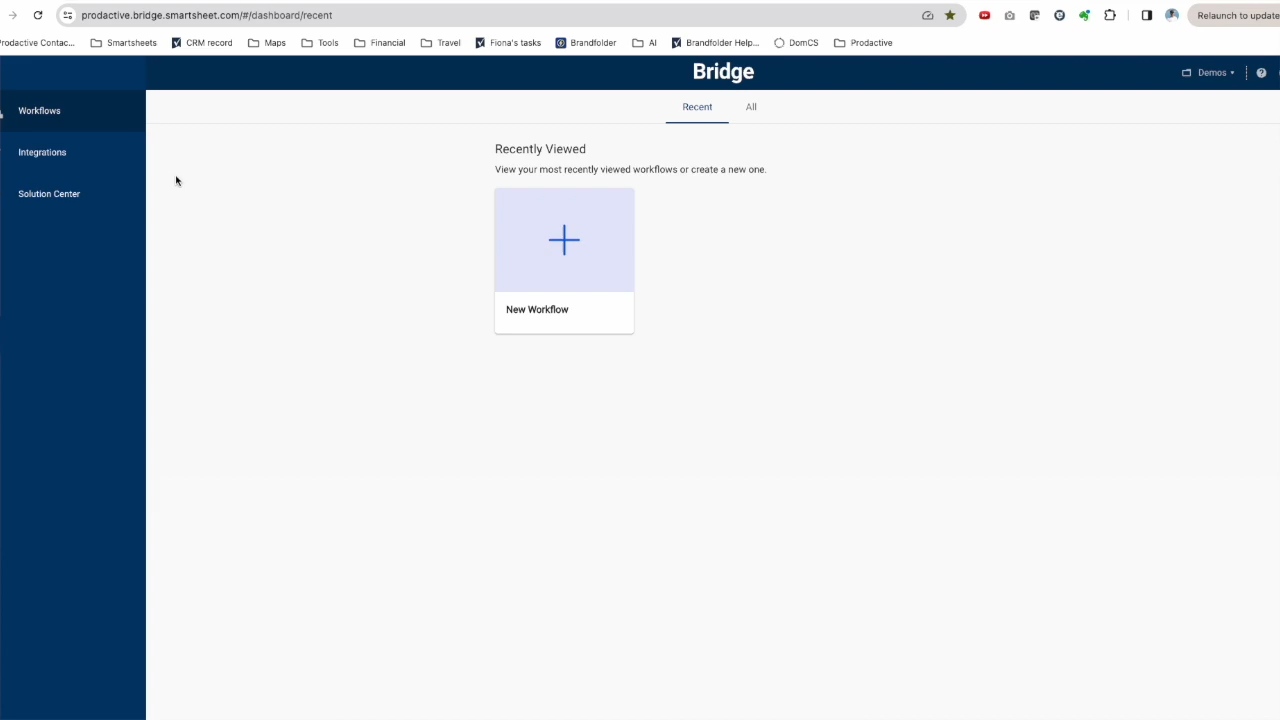 prodactive.bridge.smartsheet.com/#/dashboard/recent
Relaunch to update
Prodactive Contac...
Smartsheets
CRM record
Maps
Tools
Financial
Travel
Fiona's tasks
Brandfolder
AI
Brandfolder Help...
DomCS
Prodactive
Bridge
Demos
Workflows
Integrations
Solution Center
Recent
All
Recently Viewed
View your most recently viewed workflows or create a new one.
New Workflow